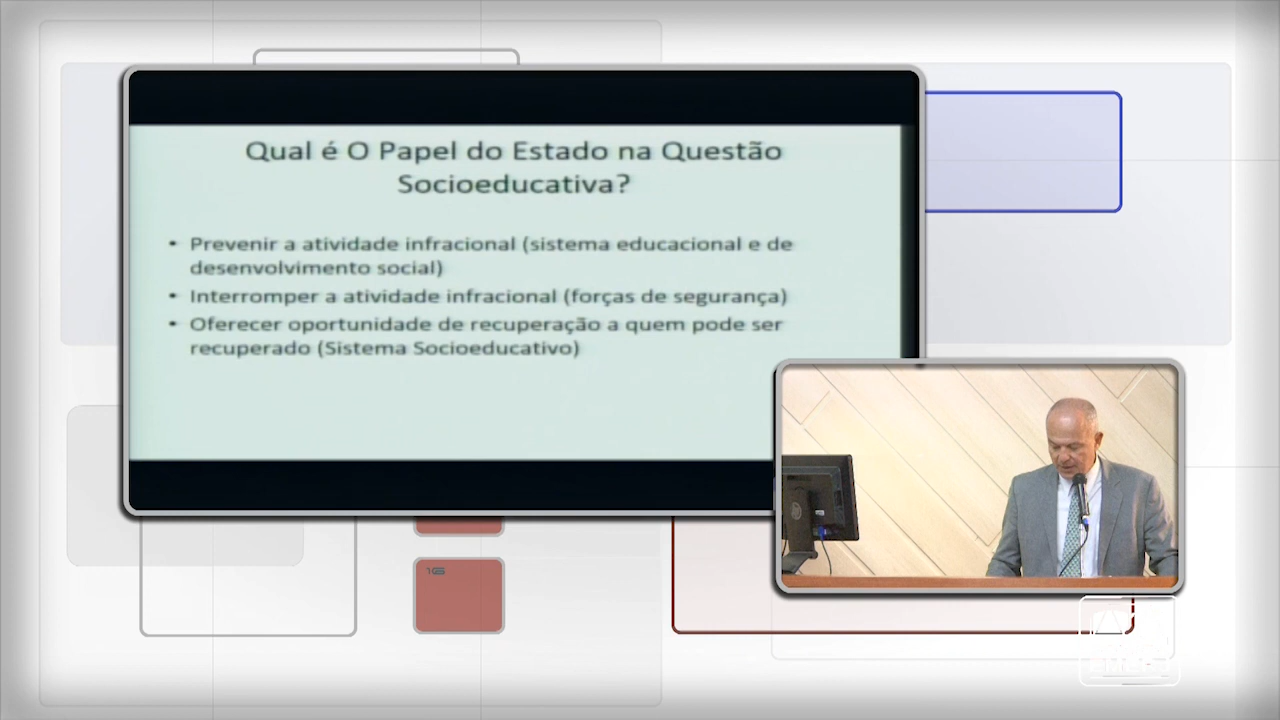 Qual é O Papel do Estado na Questão
Socioeducativa?
• Prevenir a atividade infracional (sistema educacional e de
desenvolvimento social)
• Interromper a atividade infracional (forças de segurança)
• Oferecer oportunidade de recuperação a quem pode ser
recuperado (Sistema Socioeducativo)
EMERJ